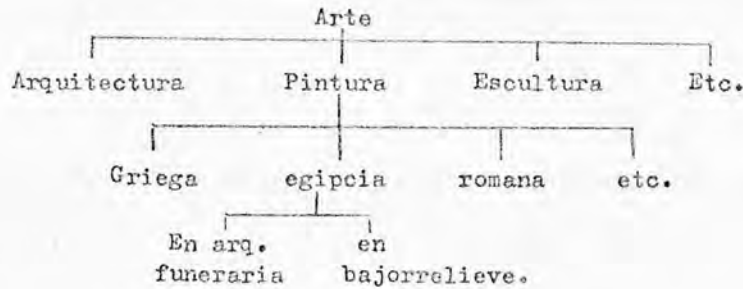 Arte
Arquitectura Pintura Escultura Etc.
Griega egipcia romana etc.
En arq. en
funeraria bajorrelieve.